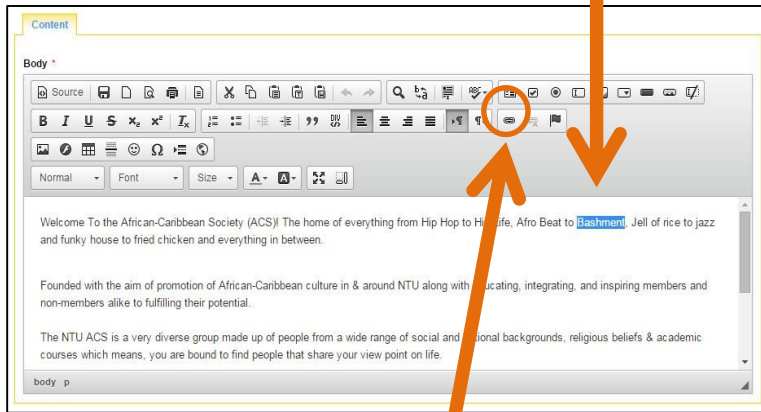 Content
Body *
Source
B I U S x₂ x² Iₓ
Normal Font Size A A
Welcome To the African-Caribbean Society (ACS)! The home of everything from Hip Hop to Life, Afro Beat to Bashment, Jell of rice to jazz
and funky house to fried chicken and everything in between.
Founded with the aim of promotion of African-Caribbean culture in & around NTU along with integrating, and inspiring members and
non-members alike to fulfilling their potential.
The NTU ACS is a very diverse group made up of people from a wide range of social and backgrounds, religious beliefs & academic
courses which means, you are bound to find people that share your view point on life.
body p